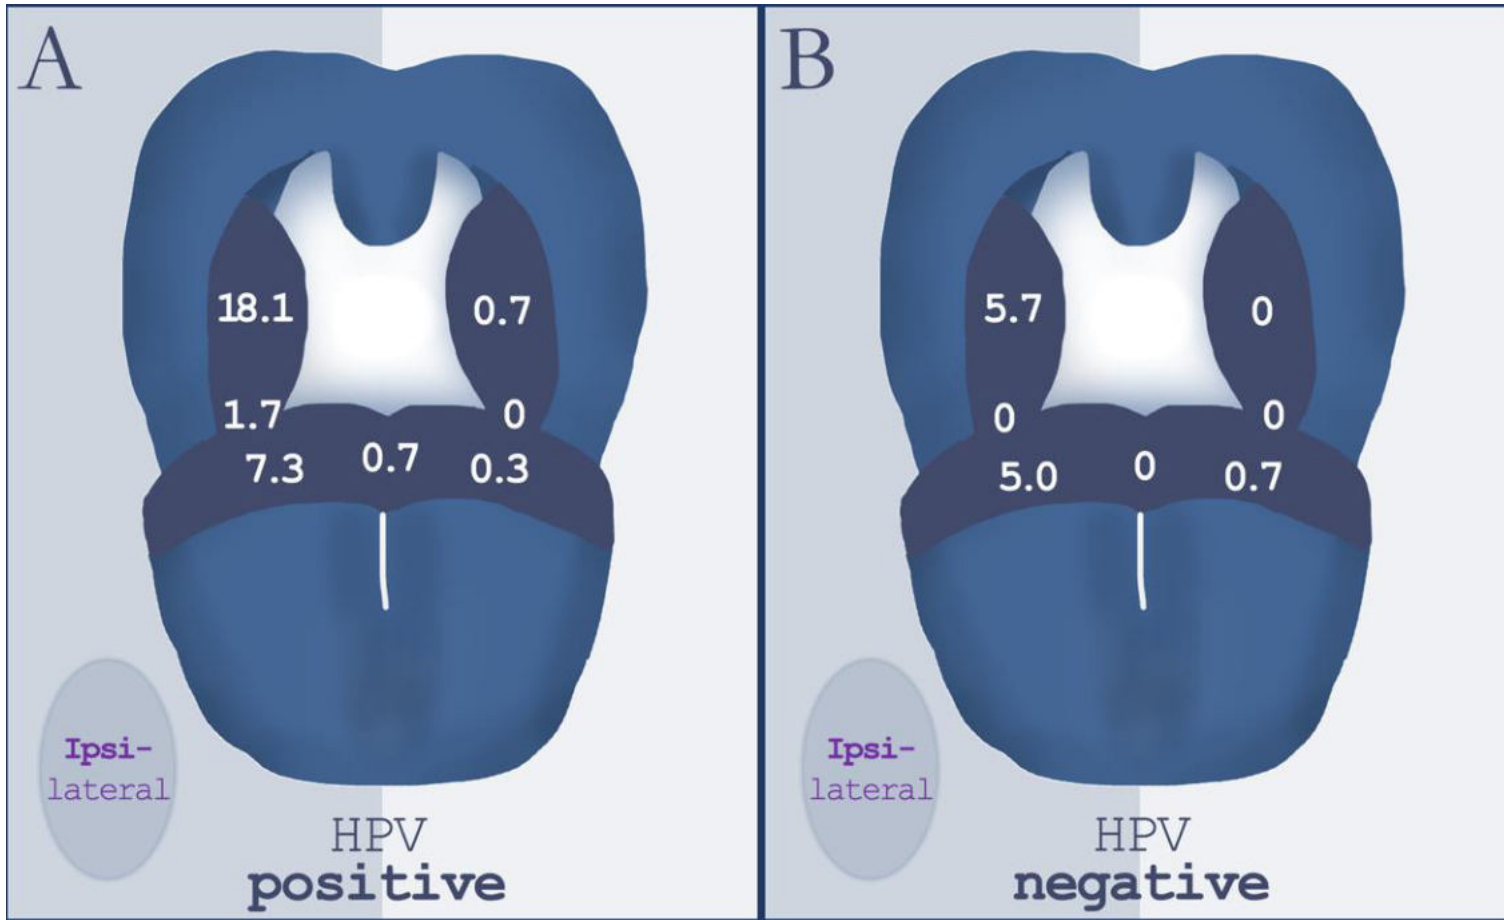 A
18.1
0.7
1.7
0
7.3
0.7
0.3
Ipsi-
lateral
HPV
positive
B
5.7
0
0
0
5.0
0
0.7
Ipsi-
lateral
HPV
negative